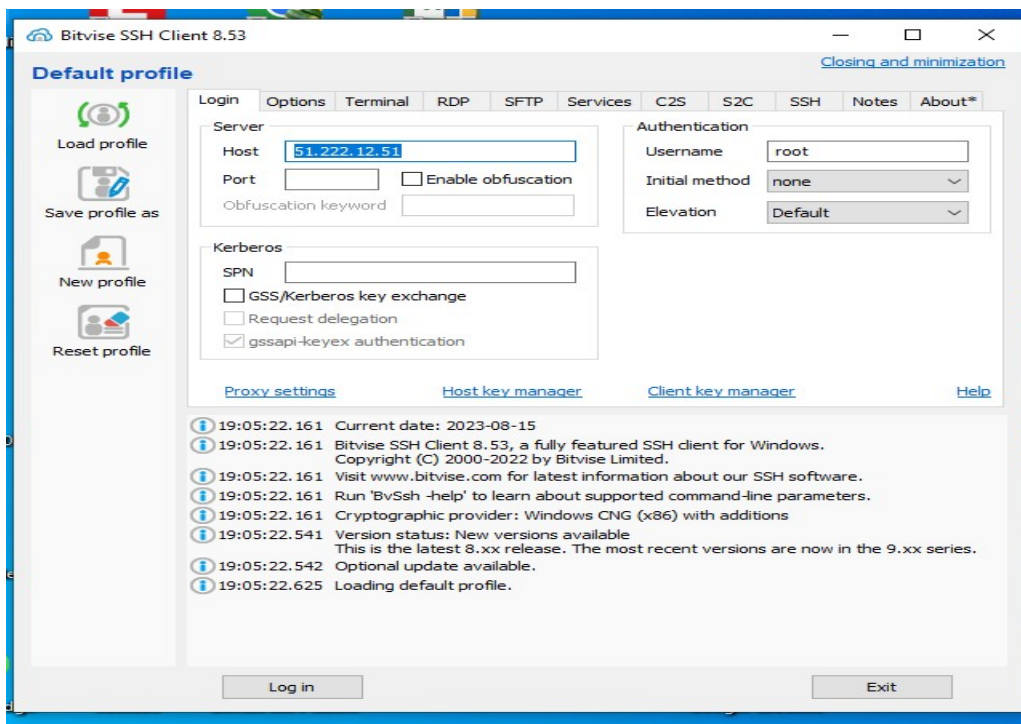 Bitvise SSH Client 8.53
Default profile
Closing and minimization
Load profile
Save profile as
New profile
Reset profile
Login Options Terminal RDP SFTP Services C2S S2C SSH Notes About*
Server
Host 51.222.12.51
Port Enable obfuscation
Obfuscation keyword
Authentication
Username root
Initial method none
Elevation Default
Kerberos
SPN
GSS/Kerberos key exchange
Request delegation
gssapi-keyex authentication
Proxy settings Host key manager Client key manager Help
19:05:22.161 Current date: 2023-08-15
19:05:22.161 Bitvise SSH Client 8.53, a fully featured SSH client for Windows.
Copyright (C) 2000-2022 by Bitvise Limited.
19:05:22.161 Visit www.bitvise.com for latest information about our SSH software.
19:05:22.161 Run 'BvSsh -help' to learn about supported command-line parameters.
19:05:22.161 Cryptographic provider: Windows CNG (x86) with additions
19:05:22.541 Version status: New versions available
This is the latest 8.xx release. The most recent versions are now in the 9.xx series.
19:05:22.542 Optional update available.
19:05:22.625 Loading default profile.
Log in Exit